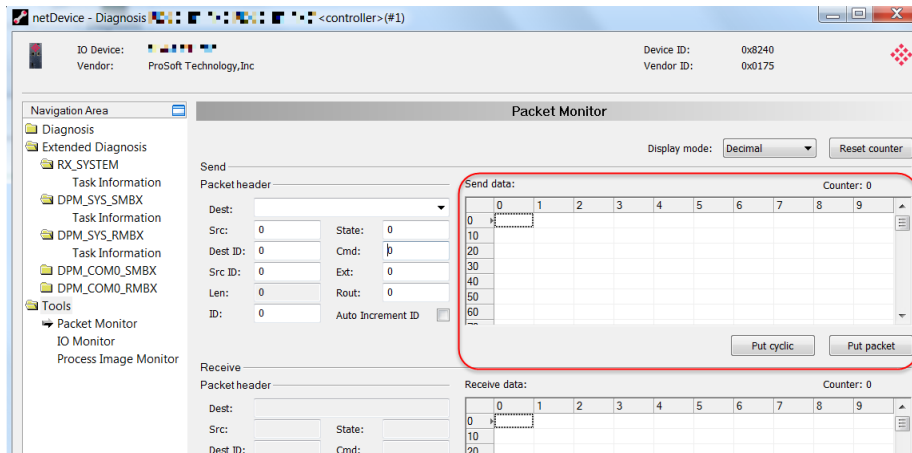 netDevice - Diagnosis <controller>(#1)
IO Device:
Device ID: 0x8240
Vendor: ProSoft Technology,Inc
Vendor ID: 0x0175
Navigation Area
Diagnosis
Extended Diagnosis
RX_SYSTEM
Task Information
DPM_SYS_SMBX
Task Information
DPM_SYS_RMBX
Task Information
DPM_COM0_SMBX
DPM_COM0_RMBX
Tools
Packet Monitor
IO Monitor
Process Image Monitor
Packet Monitor
Display mode: Decimal Reset counter
Send
Packet header
Dest:
Src: 0 State: 0
Dest ID: 0 Cmd: 0
Src ID: 0 Ext: 0
Len: 0 Rout: 0
ID: 0 Auto Increment ID
Send data: Counter: 0
0 1 2 3 4 5 6 7 8 9
0
10
20
30
40
50
60
Put cyclic Put packet
Receive
Packet header
Dest:
Src: State:
Dest ID: Cmd:
Receive data: Counter: 0
0 1 2 3 4 5 6 7 8 9
0
10
20